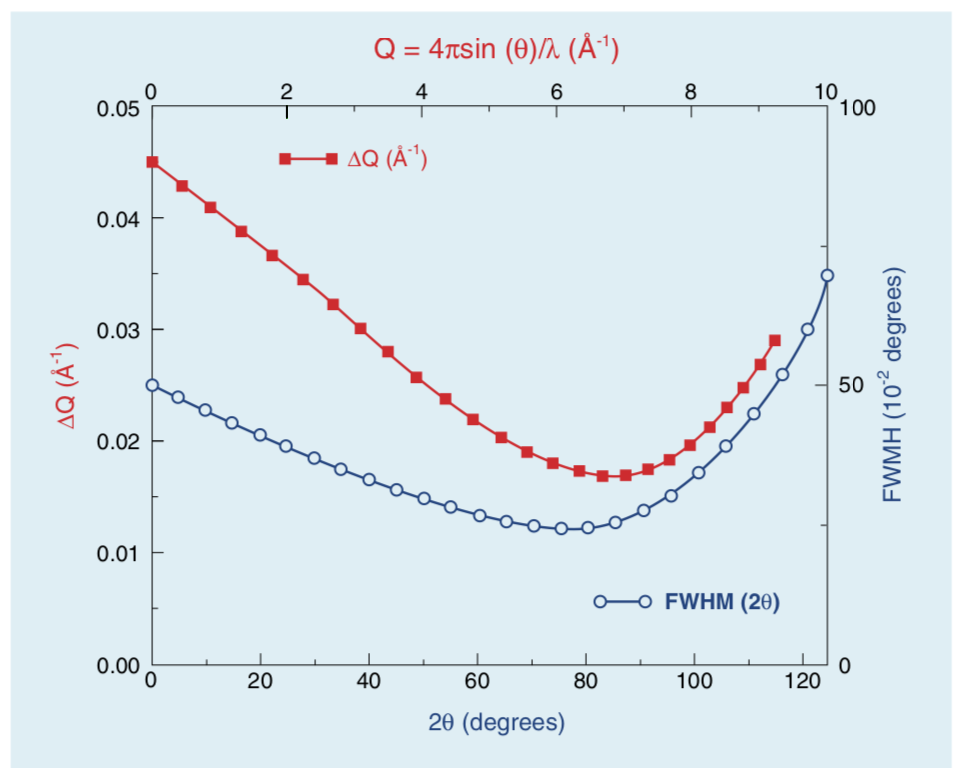 Q = 4πsin (θ)/λ (Å⁻¹)
0 2 4 6 8 10
0.05 100
ΔQ (Å⁻¹)
0.04
0.03
ΔQ (Å⁻¹)
50
FWMH (10⁻² degrees)
0.02
0.01
FWHM (2θ)
0.00 0
0 20 40 60 80 100 120
2θ (degrees)